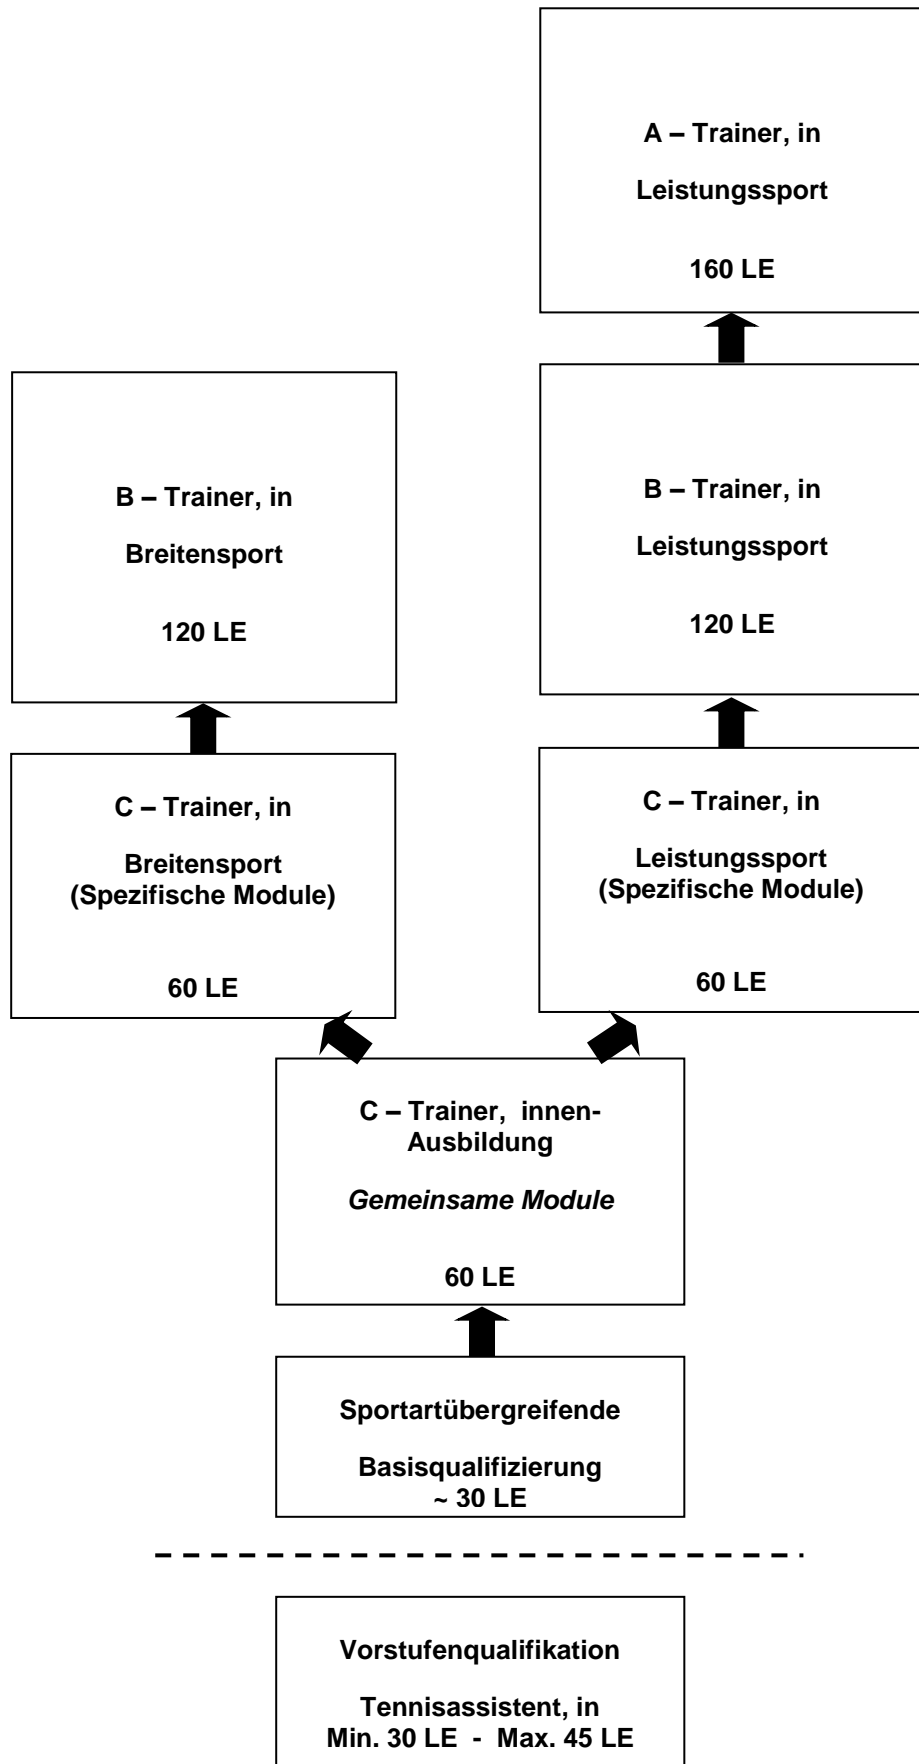 A – Trainer, in
Leistungssport
160 LE
B – Trainer, in
Breitensport
120 LE
B – Trainer, in
Leistungssport
120 LE
C – Trainer, in
Breitensport
(Spezifische Module)
60 LE
C – Trainer, in
Leistungssport
(Spezifische Module)
60 LE
C – Trainer, innen-
Ausbildung
Gemeinsame Module
60 LE
Sportartübergreifende
Basisqualifizierung
~ 30 LE
Vorstufenqualifikation
Tennisassistent, in
Min. 30 LE - Max. 45 LE